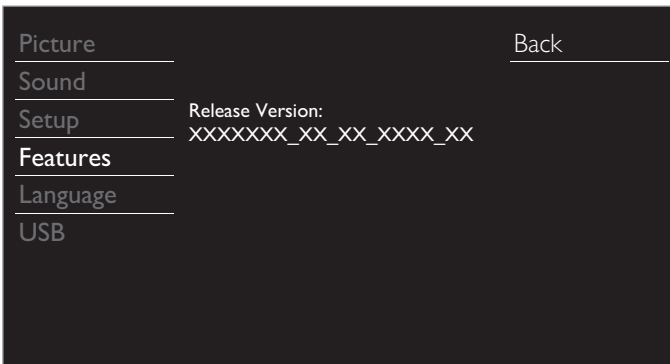 Picture
Back
Sound
Setup
Release Version:
XXXXXXX_XX_XX_XXXX_XX
Features
Language
USB